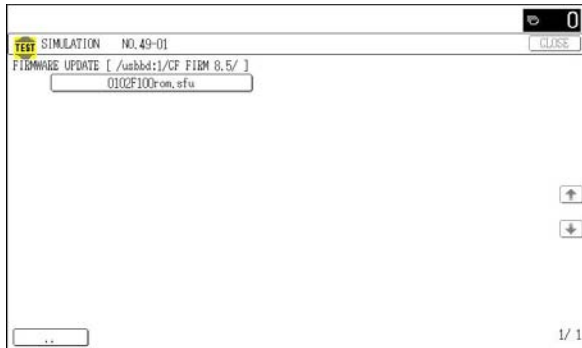 0
TEST SIMULATION NO.49-01 CLOSE
FIRMWARE UPDATE [ /usbbd:1/CF FIRM 8.5/ ]
0102F100rom.sfu
.. 1/ 1